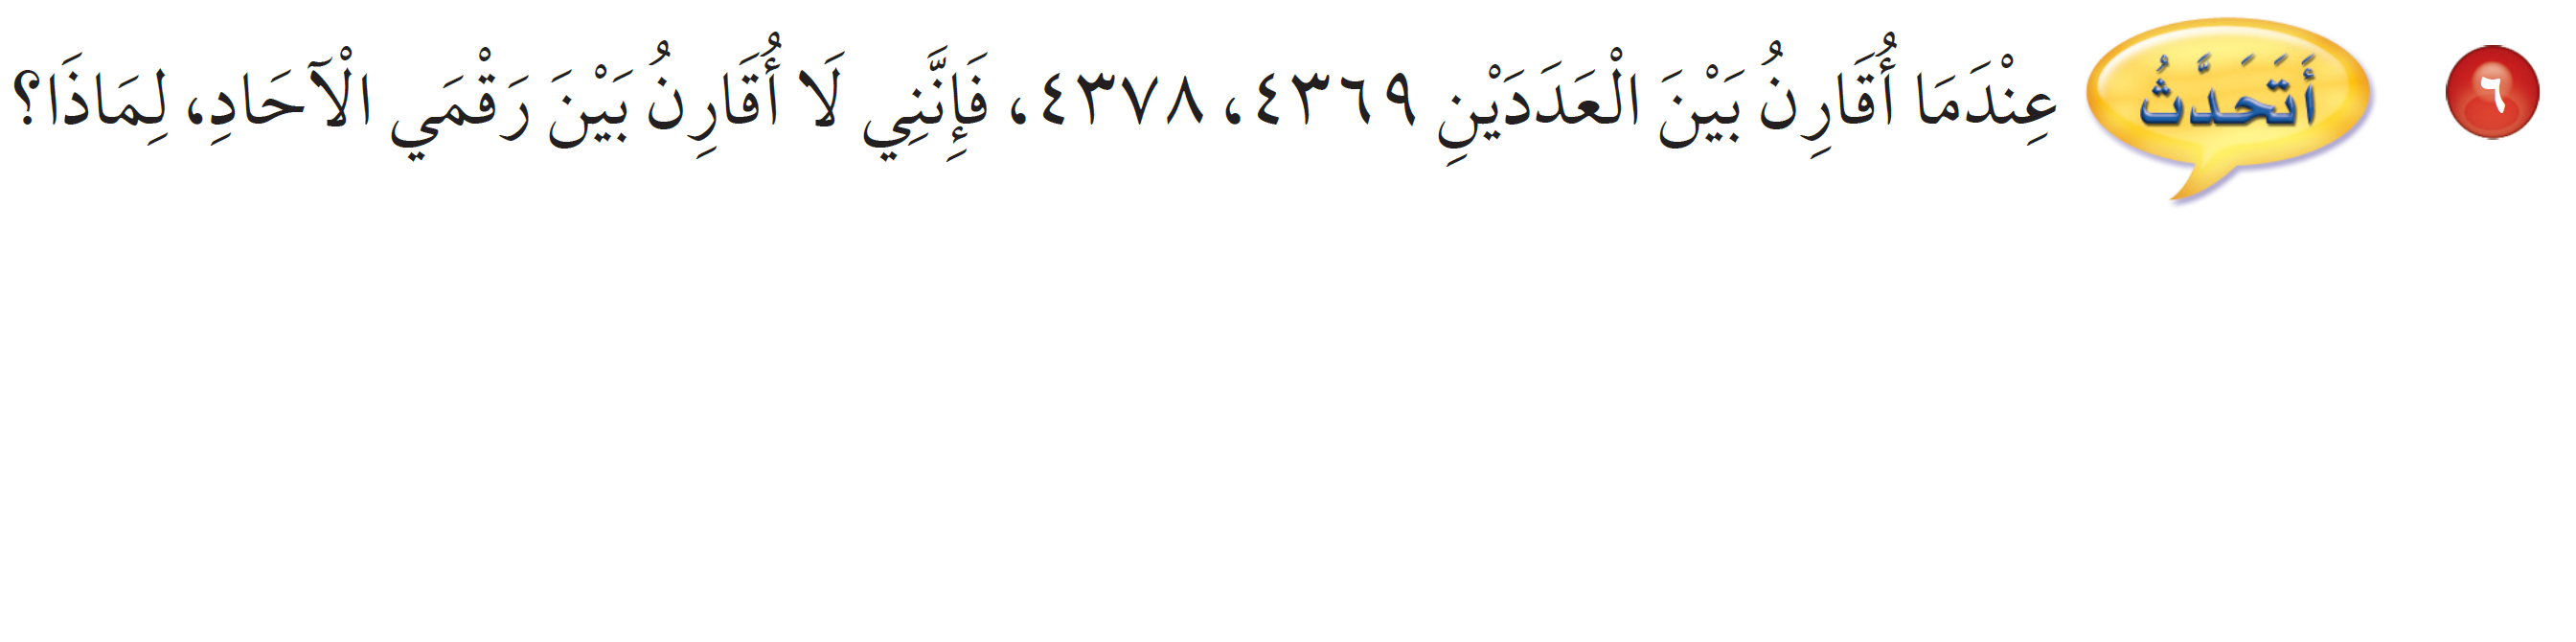 ٦ أَتَحَدَّثُ عِنْدَمَا أُقَارِنُ بَيْنَ الْعَدَدَيْنِ ٤٣٦٩، ٤٣٧٨، فَإِنَّنِي لَا أُقَارِنُ بَيْنَ رَقْمَي الْآحَادِ، لِمَاذَا؟